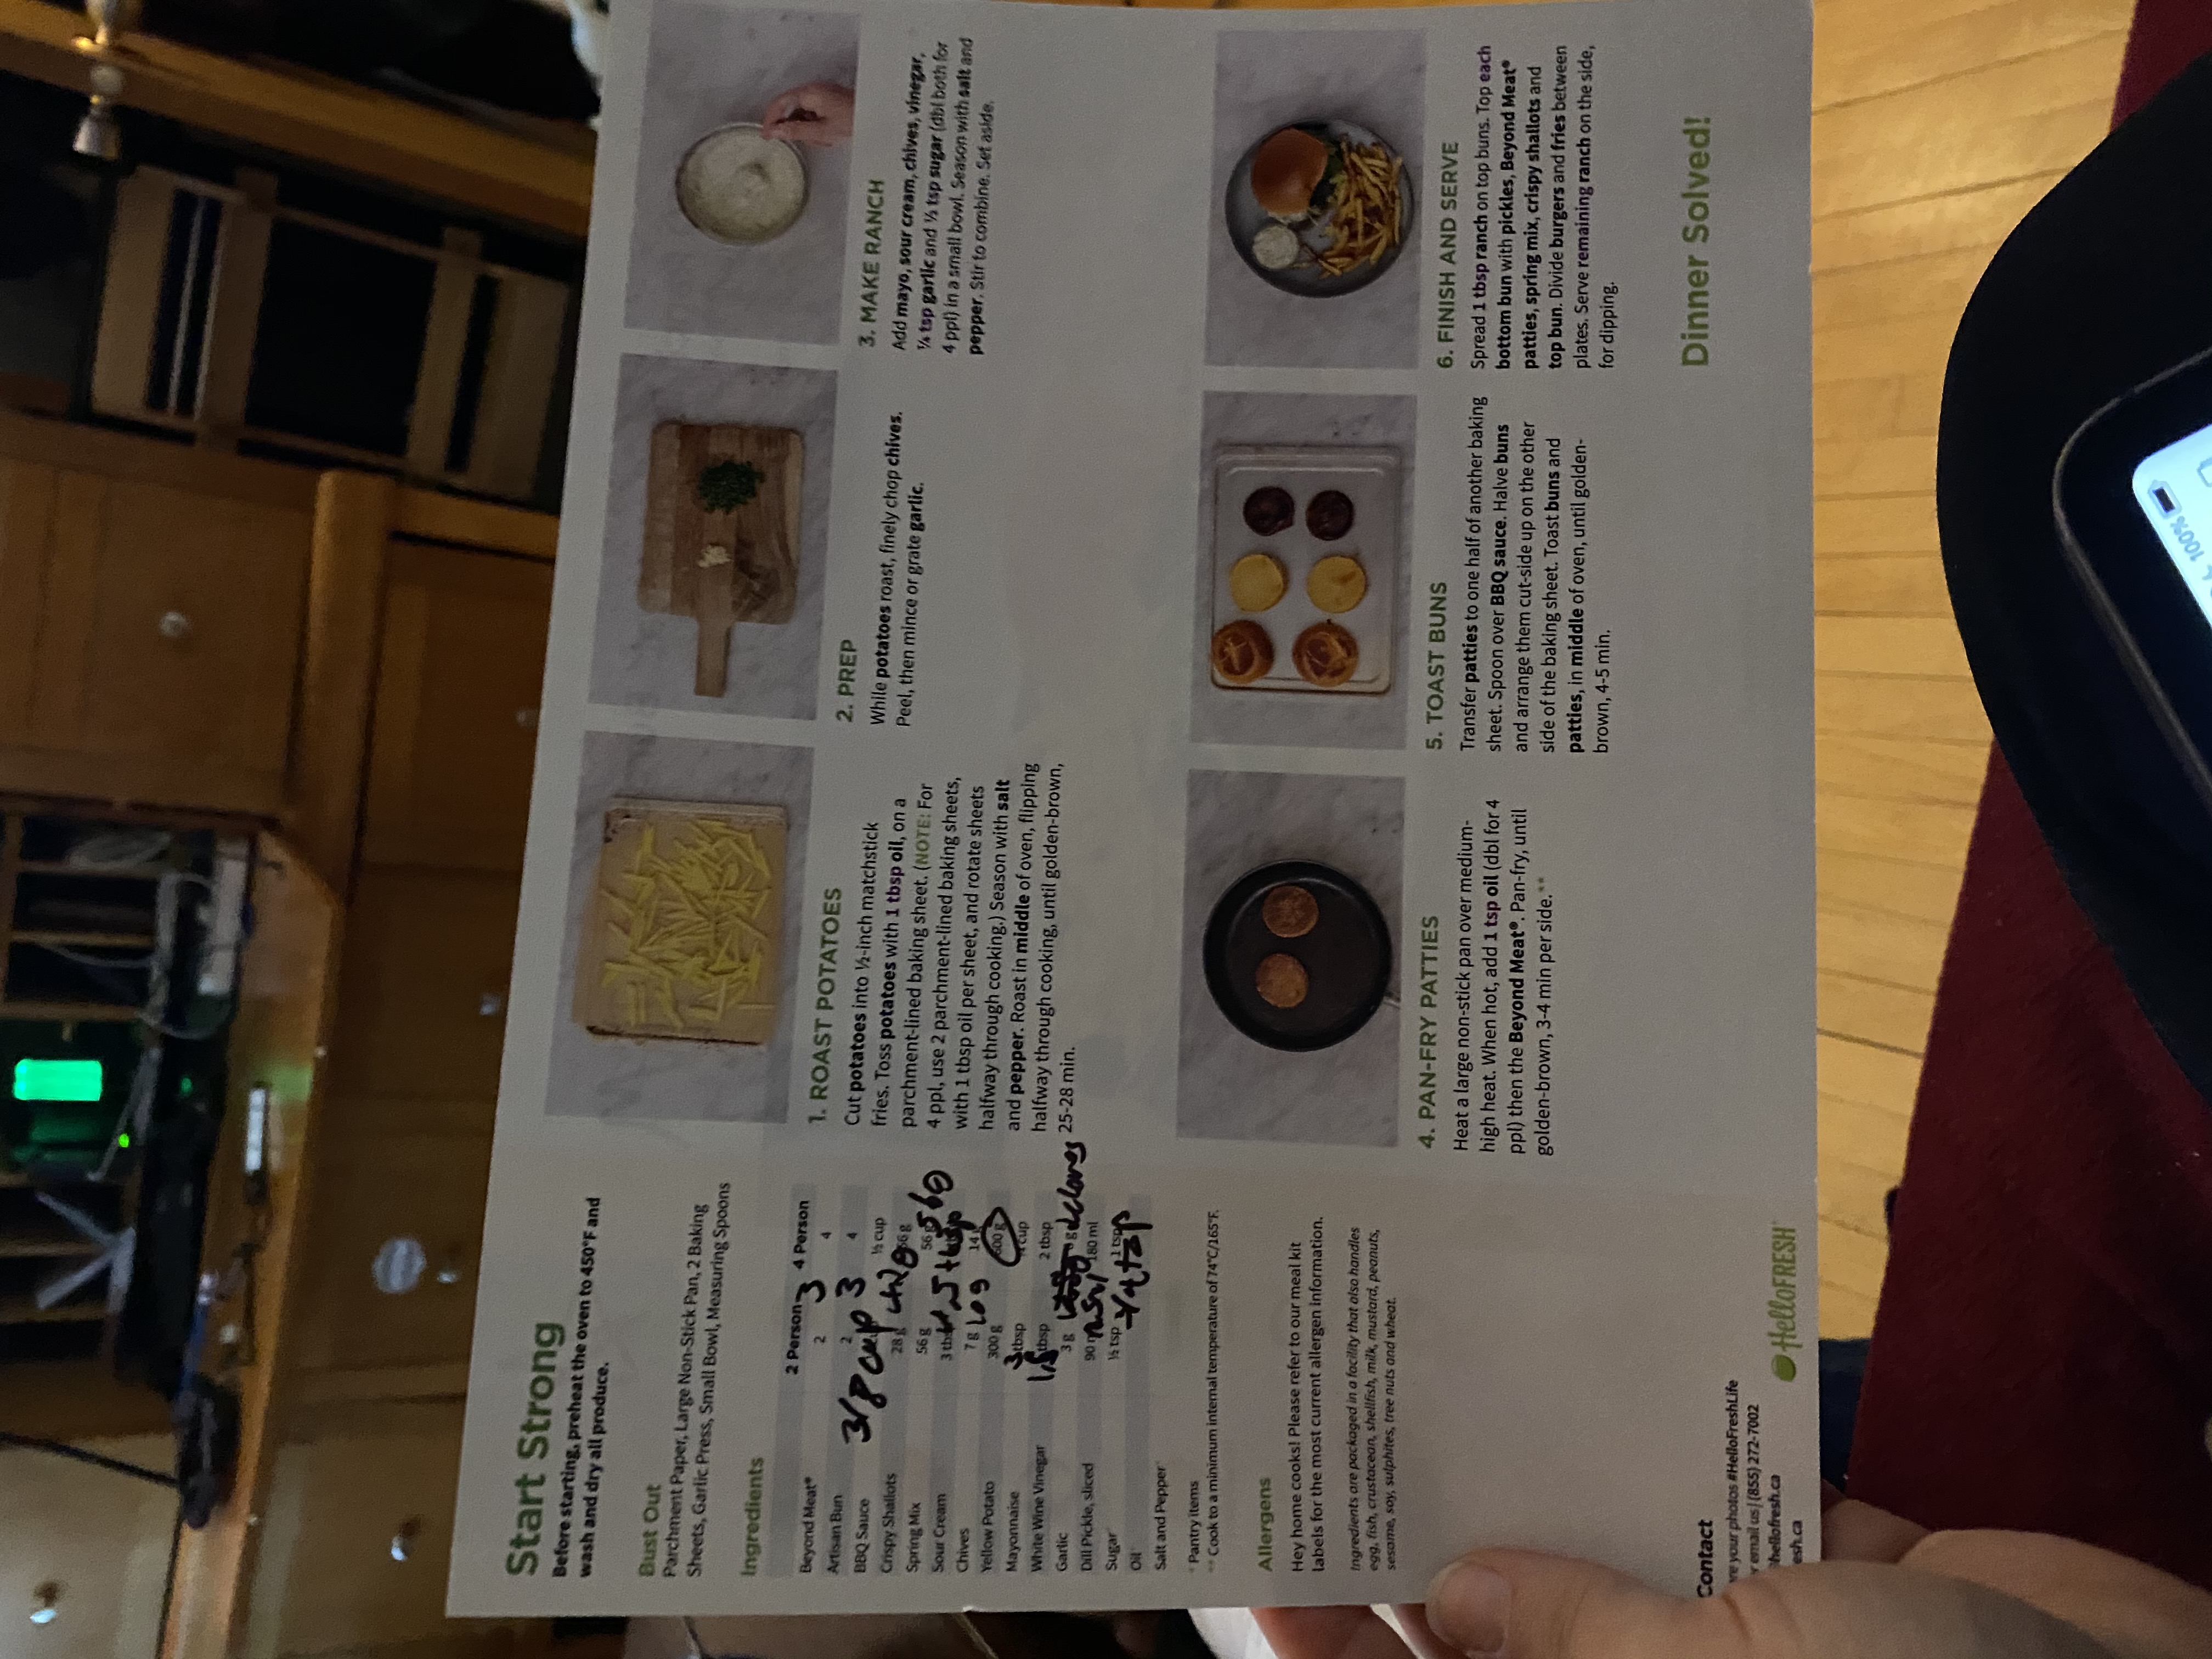 Start Strong
Before starting, preheat the oven to 450°F and
wash and dry all produce.
Bust Out
Parchment Paper, Large Non-Stick Pan, 2 Baking
Sheets, Garlic Press, Small Bowl, Measuring Spoons
Ingredients
2 Person 3 4 Person
Beyond Meat® 2 4
Artisan Bun 2 3 4
BBQ Sauce 3/8 cup ½ cup
Crispy Shallots 28 g 56 g
Spring Mix 56 g 56 g
Sour Cream 3 tbsp 4.5 tbsp
Chives 7 g 10g 14 g
Yellow Potato 300 g 600 g
Mayonnaise 3 tbsp cup
White Wine Vinegar 1.5 tbsp 2 tbsp
Garlic 3 g g 2 cloves
Dill Pickle, sliced 90 180 ml
Sugar ½ tsp 1 tsp
Oil tsp
Salt and Pepper
* Pantry items
** Cook to a minimum internal temperature of 74°C/165°F.
Allergens
Hey home cooks! Please refer to our meal kit
labels for the most current allergen information.
Ingredients are packaged in a facility that also handles
egg, fish, crustacean, shellfish, milk, mustard, peanuts,
sesame, soy, sulphites, tree nuts and wheat.
Contact
your photos #HelloFreshLife
email us | (855) 272-7002
hellofresh.ca
esh.ca
HelloFRESH
1. ROAST POTATOES
Cut potatoes into ½-inch matchstick
fries. Toss potatoes with 1 tbsp oil, on a
parchment-lined baking sheet. (NOTE: For
4 ppl, use 2 parchment-lined baking sheets,
with 1 tbsp oil per sheet, and rotate sheets
halfway through cooking.) Season with salt
and pepper. Roast in middle of oven, flipping
halfway through cooking, until golden-brown,
25-28 min.
2. PREP
While potatoes roast, finely chop chives.
Peel, then mince or grate garlic.
3. MAKE RANCH
Add mayo, sour cream, chives, vinegar,
¼ tsp garlic and ½ tsp sugar (dbl both for
4 ppl) in a small bowl. Season with salt and
pepper. Stir to combine. Set aside.
4. PAN-FRY PATTIES
Heat a large non-stick pan over medium-
high heat. When hot, add 1 tsp oil (dbl for 4
ppl) then the Beyond Meat®. Pan-fry, until
golden-brown, 3-4 min per side.**
5. TOAST BUNS
Transfer patties to one half of another baking
sheet. Spoon over BBQ sauce. Halve buns
and arrange them cut-side up on the other
side of the baking sheet. Toast buns and
patties, in middle of oven, until golden-
brown, 4-5 min.
6. FINISH AND SERVE
Spread 1 tbsp ranch on top buns. Top each
bottom bun with pickles, Beyond Meat®
patties, spring mix, crispy shallots and
top bun. Divide burgers and fries between
plates. Serve remaining ranch on the side,
for dipping.
Dinner Solved!
100%